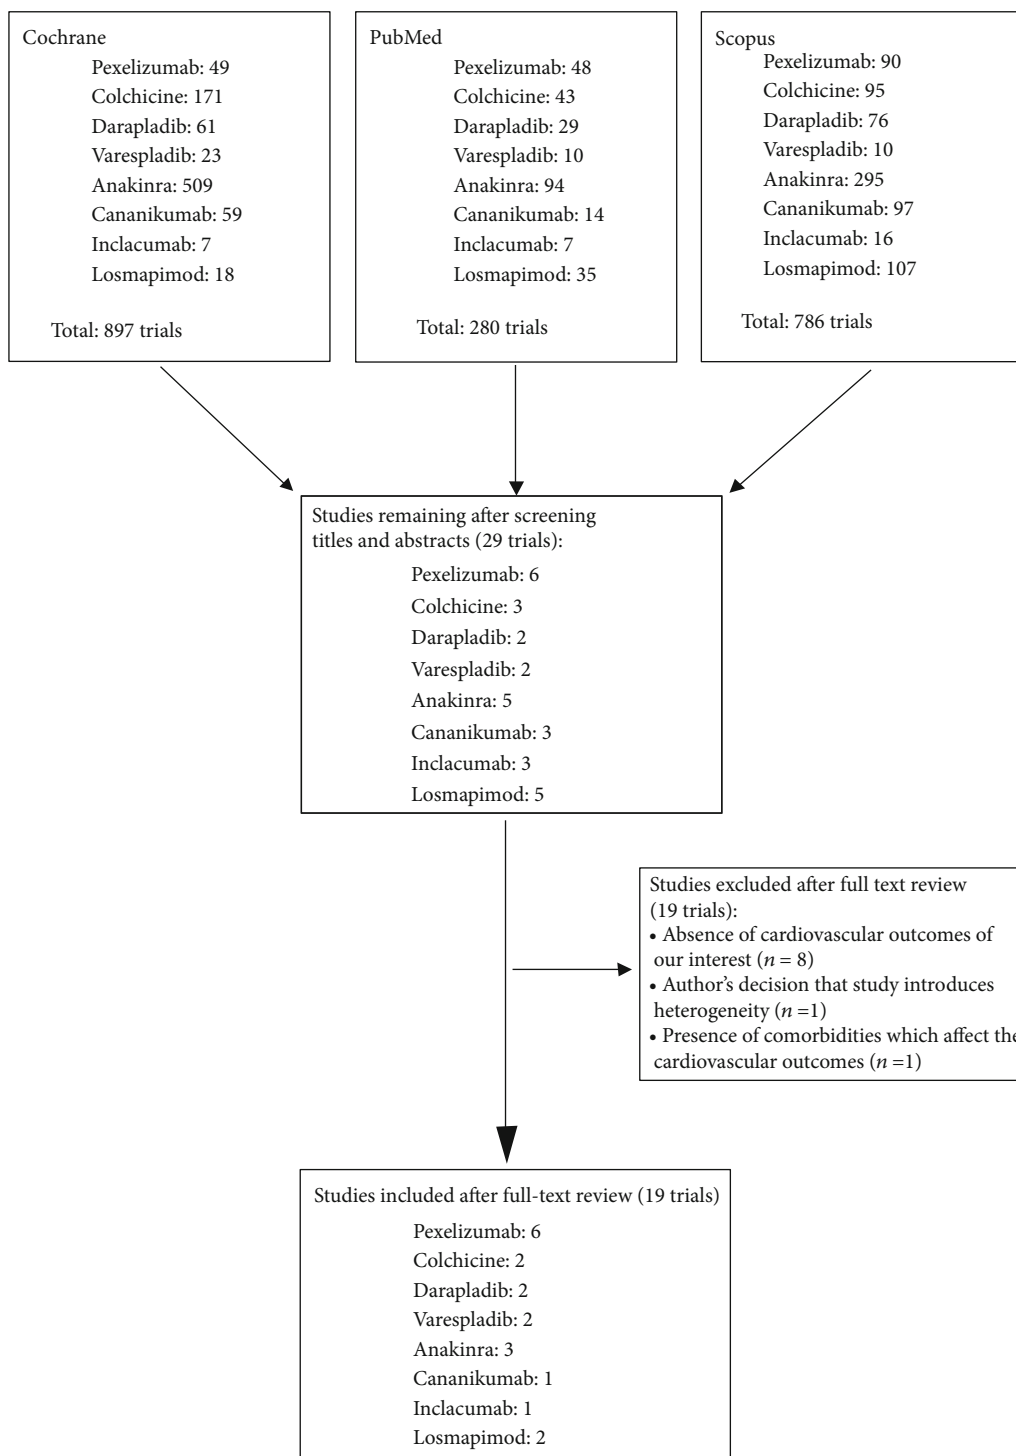 Cochrane
Pexelizumab: 49
Colchicine: 171
Darapladib: 61
Varespladib: 23
Anakinra: 509
Cananikumab: 59
Inclacumab: 7
Losmapimod: 18
Total: 897 trials
PubMed
Pexelizumab: 48
Colchicine: 43
Darapladib: 29
Varespladib: 10
Anakinra: 94
Cananikumab: 14
Inclacumab: 7
Losmapimod: 35
Total: 280 trials
Scopus
Pexelizumab: 90
Colchicine: 95
Darapladib: 76
Varespladib: 10
Anakinra: 295
Cananikumab: 97
Inclacumab: 16
Losmapimod: 107
Total: 786 trials
Studies remaining after screening
titles and abstracts (29 trials):
Pexelizumab: 6
Colchicine: 3
Darapladib: 2
Varespladib: 2
Anakinra: 5
Cananikumab: 3
Inclacumab: 3
Losmapimod: 5
Studies excluded after full text review
(19 trials):
• Absence of cardiovascular outcomes of
our interest (n = 8)
• Author's decision that study introduces
heterogeneity (n =1)
• Presence of comorbidities which affect the
cardiovascular outcomes (n =1)
Studies included after full-text review (19 trials)
Pexelizumab: 6
Colchicine: 2
Darapladib: 2
Varespladib: 2
Anakinra: 3
Cananikumab: 1
Inclacumab: 1
Losmapimod: 2